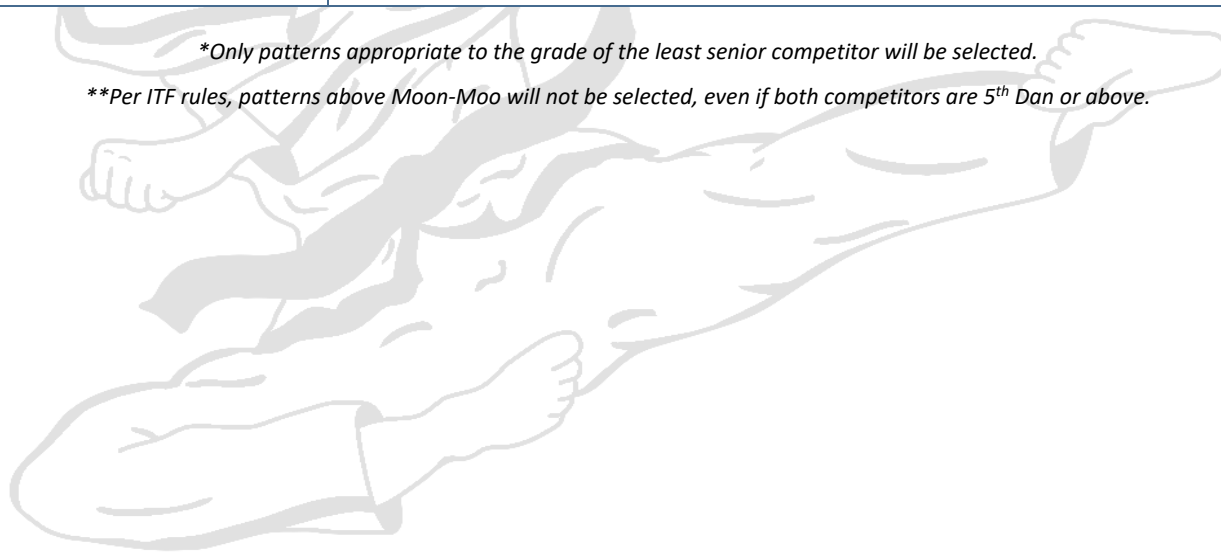 *Only patterns appropriate to the grade of the least senior competitor will be selected.
**Per ITF rules, patterns above Moon-Moo will not be selected, even if both competitors are 5th Dan or above.